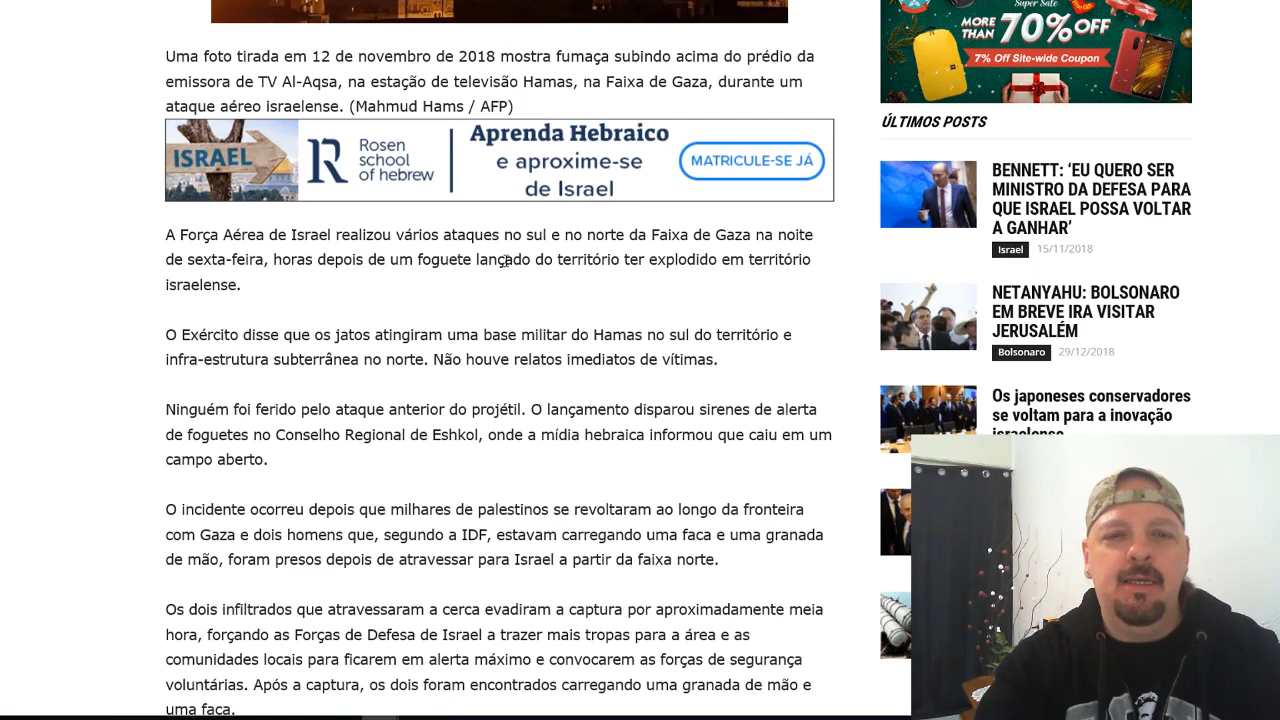 Uma foto tirada em 12 de novembro de 2018 mostra fumaça subindo acima do prédio da
emissora de TV Al-Aqsa, na estação de televisão Hamas, na Faixa de Gaza, durante um
ataque aéreo israelense. (Mahmud Hams / AFP)
ISRAEL
Rosen
school
of hebrew
Aprenda Hebraico
e aproxime-se
de Israel
MATRICULE-SE JÁ
A Força Aérea de Israel realizou vários ataques no sul e no norte da Faixa de Gaza na noite
de sexta-feira, horas depois de um foguete lançado do território ter explodido em território
israelense.
O Exército disse que os jatos atingiram uma base militar do Hamas no sul do território e
infra-estrutura subterrânea no norte. Não houve relatos imediatos de vítimas.
Ninguém foi ferido pelo ataque anterior do projétil. O lançamento disparou sirenes de alerta
de foguetes no Conselho Regional de Eshkol, onde a mídia hebraica informou que caiu em um
campo aberto.
O incidente ocorreu depois que milhares de palestinos se revoltaram ao longo da fronteira
com Gaza e dois homens que, segundo a IDF, estavam carregando uma faca e uma granada
de mão, foram presos depois de atravessar para Israel a partir da faixa norte.
Os dois infiltrados que atravessaram a cerca evadiram a captura por aproximadamente meia
hora, forçando as Forças de Defesa de Israel a trazer mais tropas para a área e as
comunidades locais para ficarem em alerta máximo e convocarem as forças de segurança
voluntárias. Após a captura, os dois foram encontrados carregando uma granada de mão e
uma faca.
Super Sale
MORE
THAN 70% OFF
7% Off Site-wide Coupon
ÚLTIMOS POSTS
BENNETT: ‘EU QUERO SER
MINISTRO DA DEFESA PARA
QUE ISRAEL POSSA VOLTAR
A GANHAR’
Israel 15/11/2018
NETANYAHU: BOLSONARO
EM BREVE IRA VISITAR
JERUSALÉM
Bolsonaro 29/12/2018
Os japoneses conservadores
se voltam para a inovação
israelense